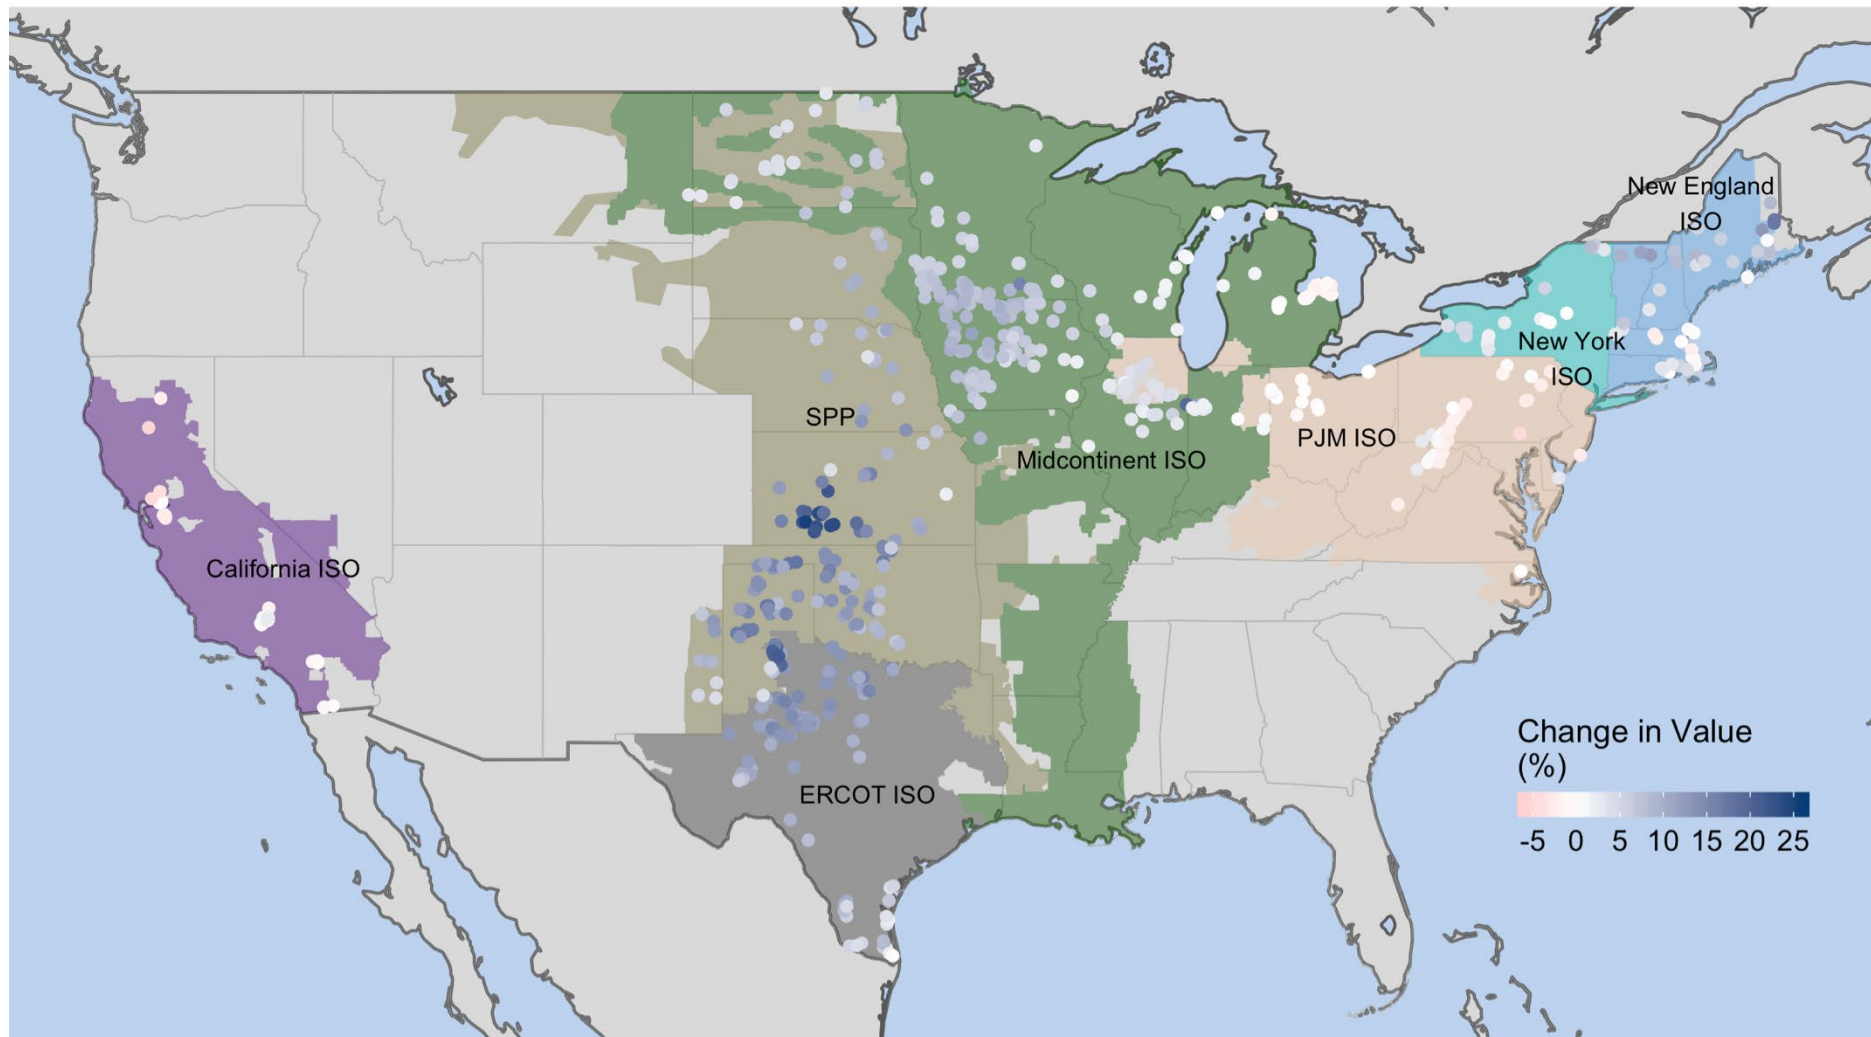 New England
ISO
New York
ISO
SPP
Midcontinent ISO
PJM ISO
California ISO
ERCOT ISO
Change in Value
(%)
-5 0 5 10 15 20 25